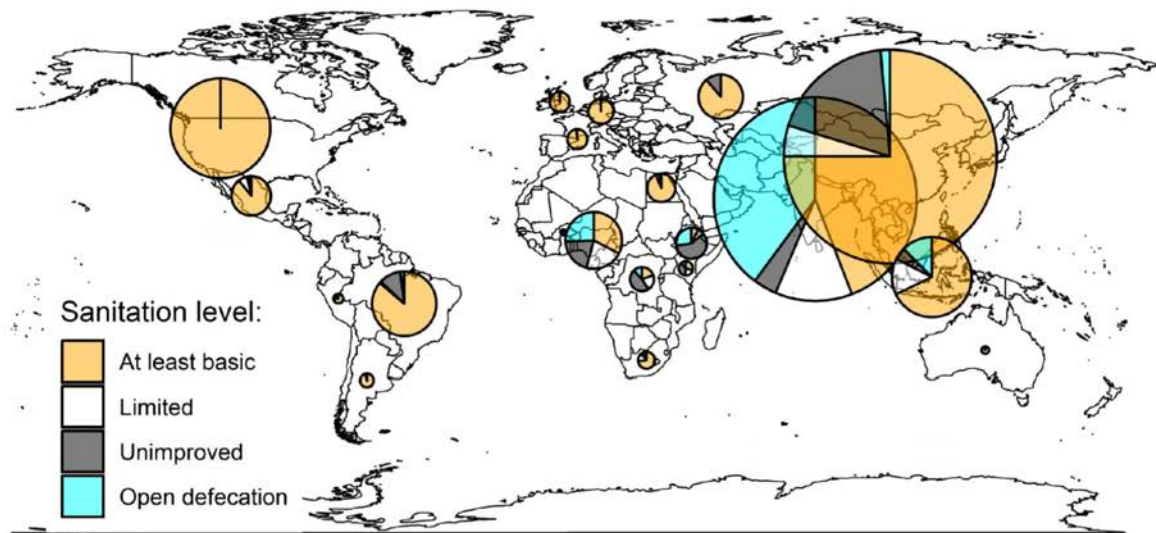 Sanitation level:
At least basic
Limited
Unimproved
Open defecation